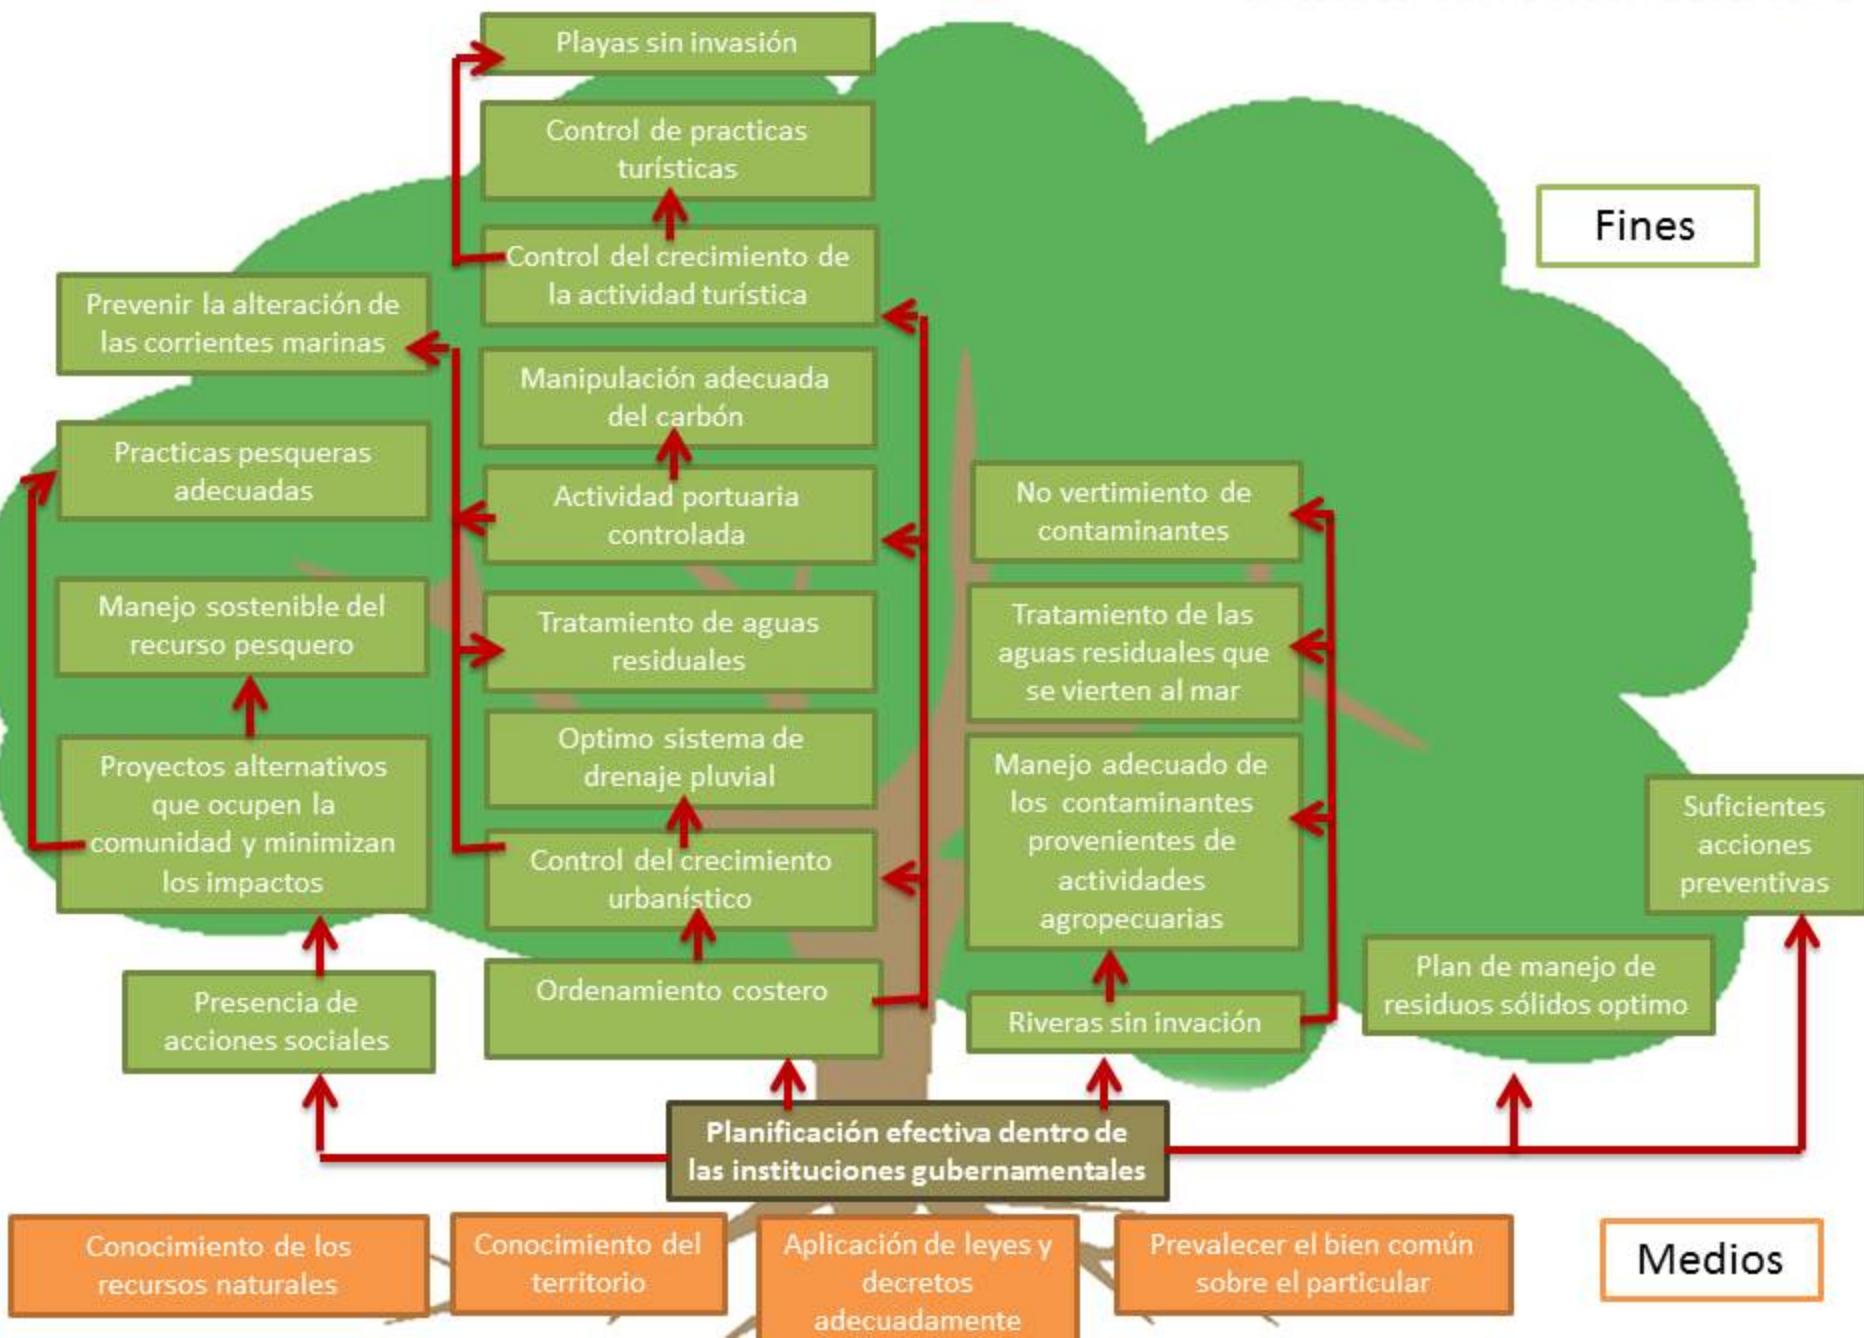 Playas sin invasión
Control de practicas
turísticas
Control del crecimiento de
la actividad turística
Fines
Prevenir la alteración de
las corrientes marinas
Manipulación adecuada
del carbón
Practicas pesqueras
adecuadas
Actividad portuaria
controlada
No vertimiento de
contaminantes
Manejo sostenible del
recurso pesquero
Tratamiento de aguas
residuales
Tratamiento de las
aguas residuales que
se vierten al mar
Optimo sistema de
drenaje pluvial
Proyectos alternativos
que ocupen la
comunidad y minimizan
los impactos
Control del crecimiento
urbanístico
Manejo adecuado de
los contaminantes
provenientes de
actividades
agropecuarias
Suficientes
acciones
preventivas
Presencia de
acciones sociales
Ordenamiento costero
Riveras sin invación
Plan de manejo de
residuos sólidos optimo
Planificación efectiva dentro de
las instituciones gubernamentales
Conocimiento de los
recursos naturales
Conocimiento del
territorio
Aplicación de leyes y
decretos
adecuadamente
Prevalecer el bien común
sobre el particular
Medios